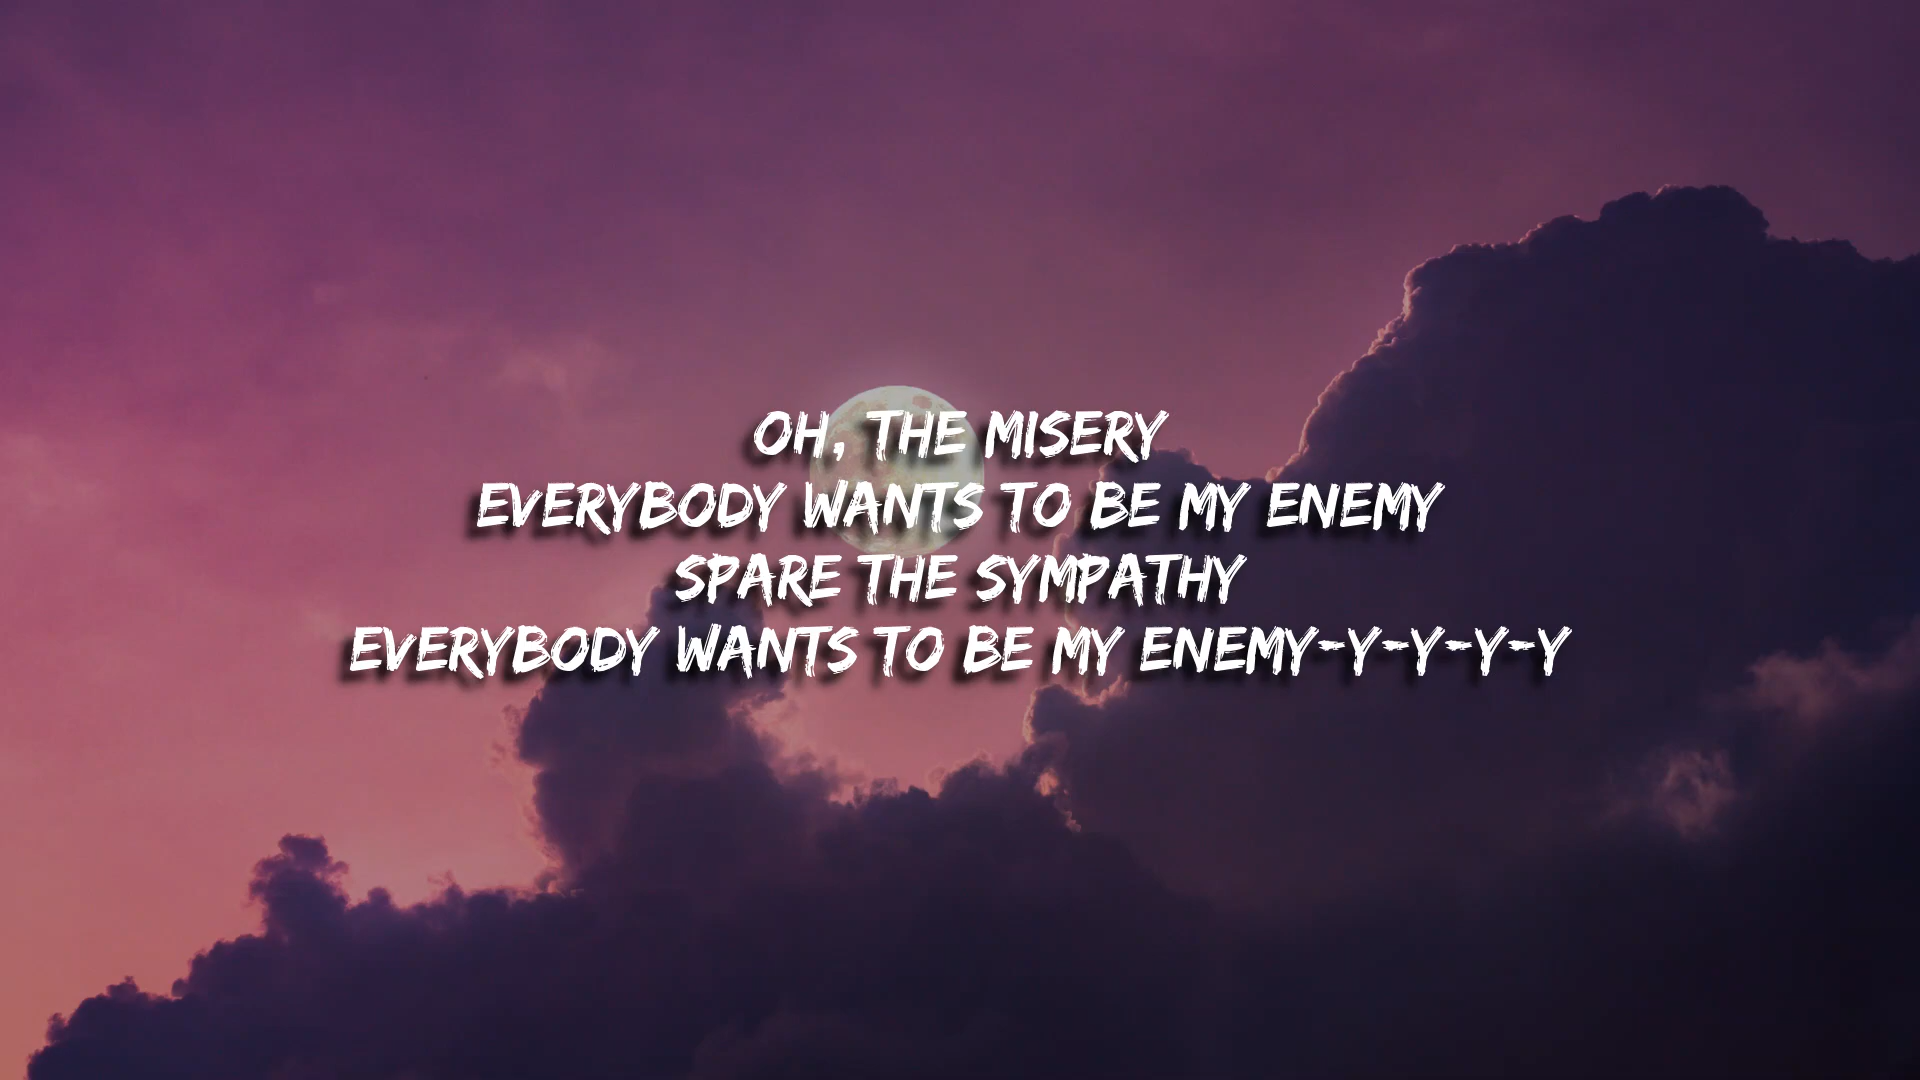 OH, THE MISERY
EVERYBODY WANTS TO BE MY ENEMY
SPARE THE SYMPATHY
EVERYBODY WANTS TO BE MY ENEMY-Y-Y-Y-Y